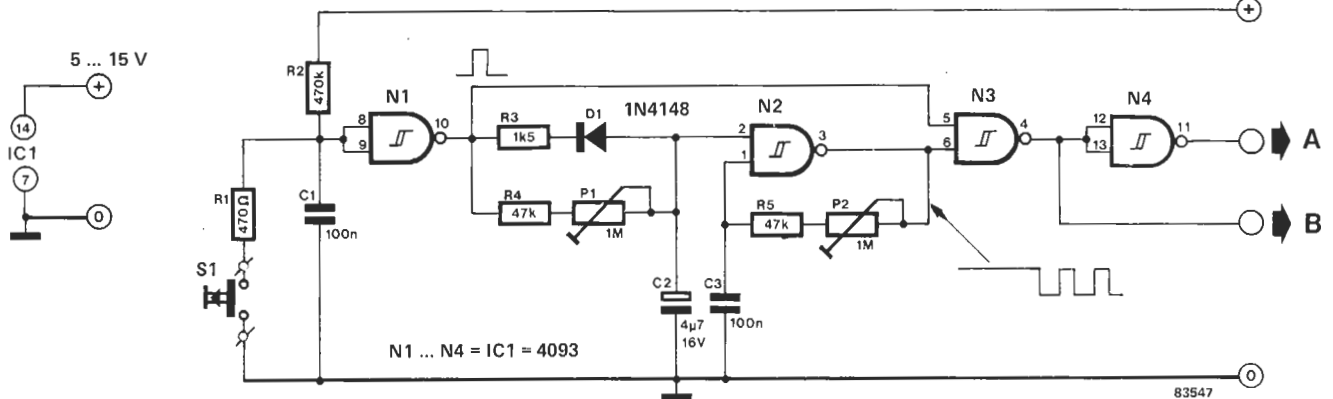 5 ... 15 V
+
14
IC1
7
0
R2
470k
R1
470Ω
S1
C1
100n
N1
8
9
10
R3
1k5
D1
1N4148
R4
47k
P1
1M
C2
4µ7
16V
N2
2
1
3
R5
47k
P2
1M
C3
100n
N3
5
6
4
N4
12
13
11
+
A
B
0
N1 ... N4 = IC1 = 4093
83547